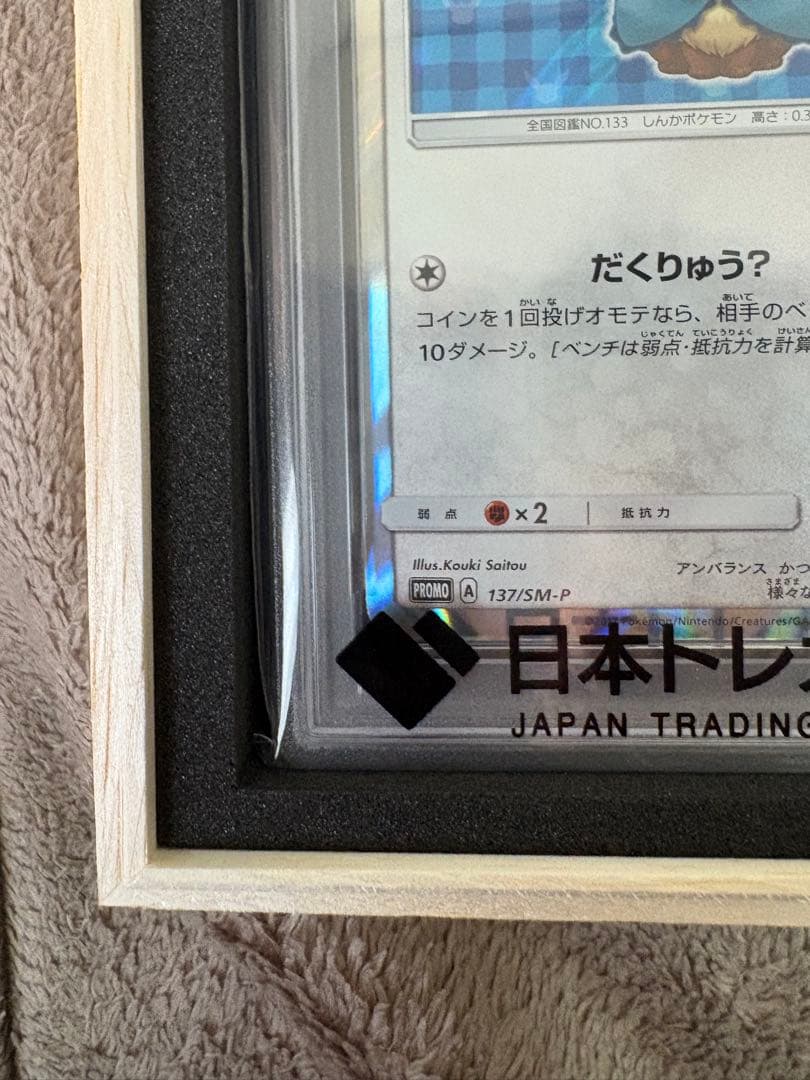 全国図鑑NO.133 しんかポケモン 高さ:0.3
だくりゅう?
コインを1回投げオモテなら、相手のベ
10ダメージ。[ベンチは弱点・抵抗力を計算
弱点 ×2 抵抗力
Illus.Kouki Saitou
アンバランス かつ
PROMO A 137/SM-P
様々な
Pokémon/Nintendo/Creatures/GA
日本トレ
JAPAN TRADING